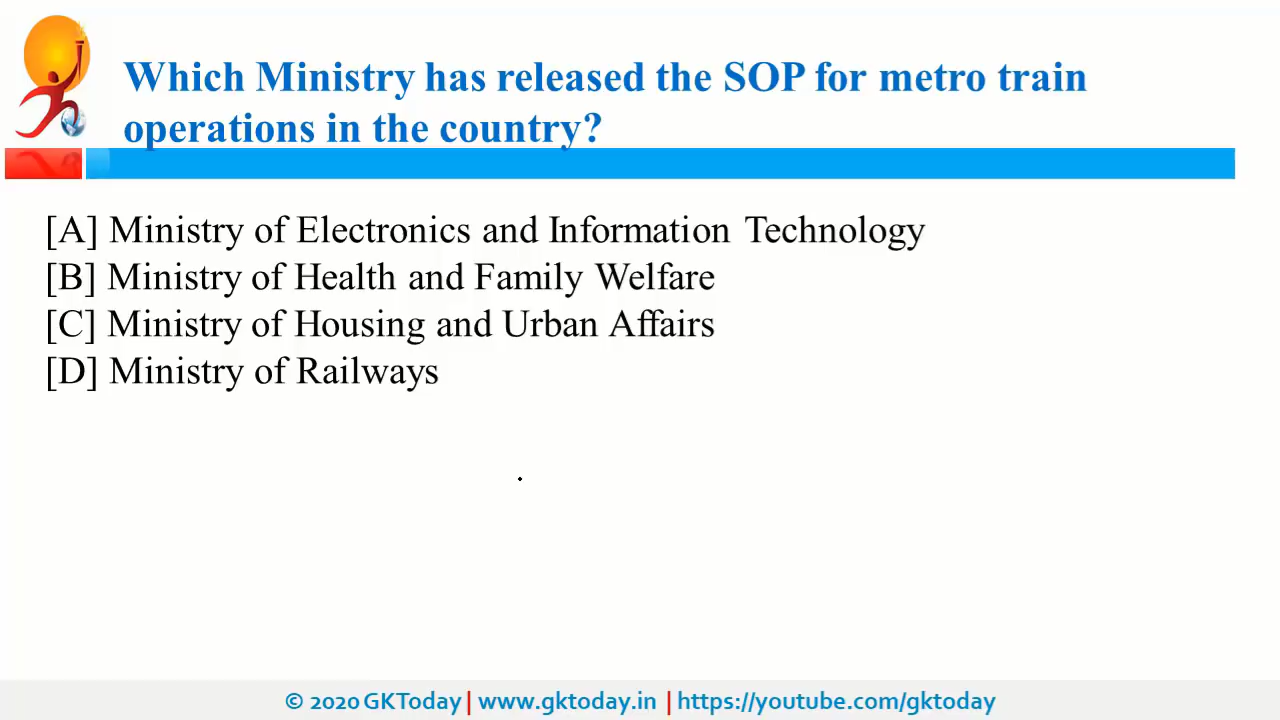 Which Ministry has released the SOP for metro train
operations in the country?
[A] Ministry of Electronics and Information Technology
[B] Ministry of Health and Family Welfare
[C] Ministry of Housing and Urban Affairs
[D] Ministry of Railways
© 2020 GKToday | www.gktoday.in | https://youtube.com/gktoday